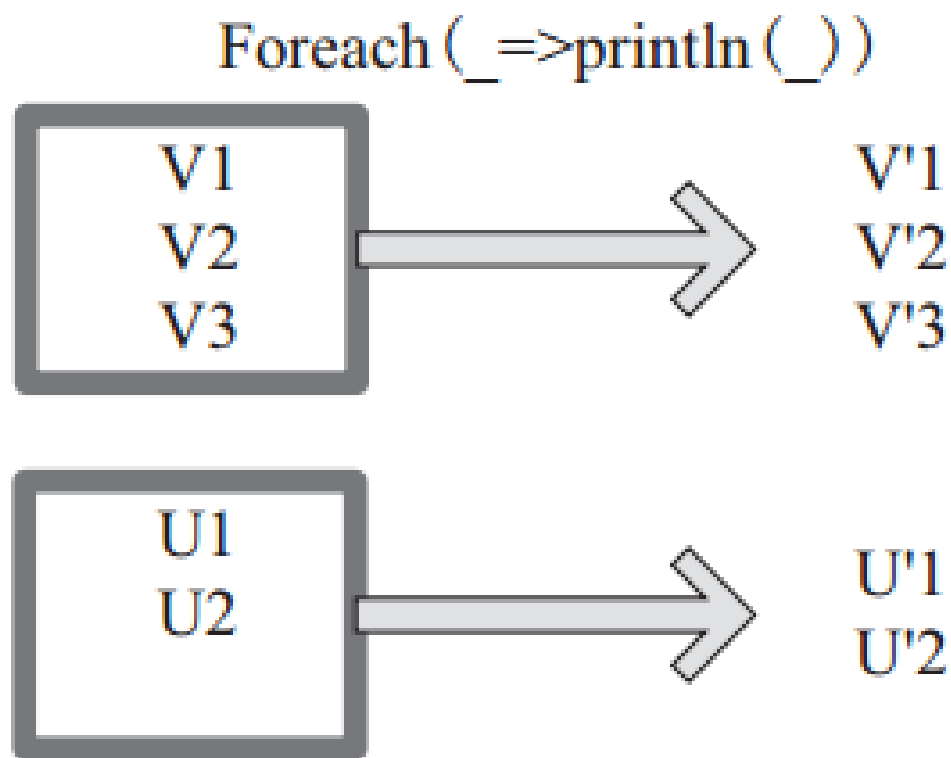 Foreach(_=>println(_))
V1
V2
V3
V'1
V'2
V'3
U1
U2
U'1
U'2